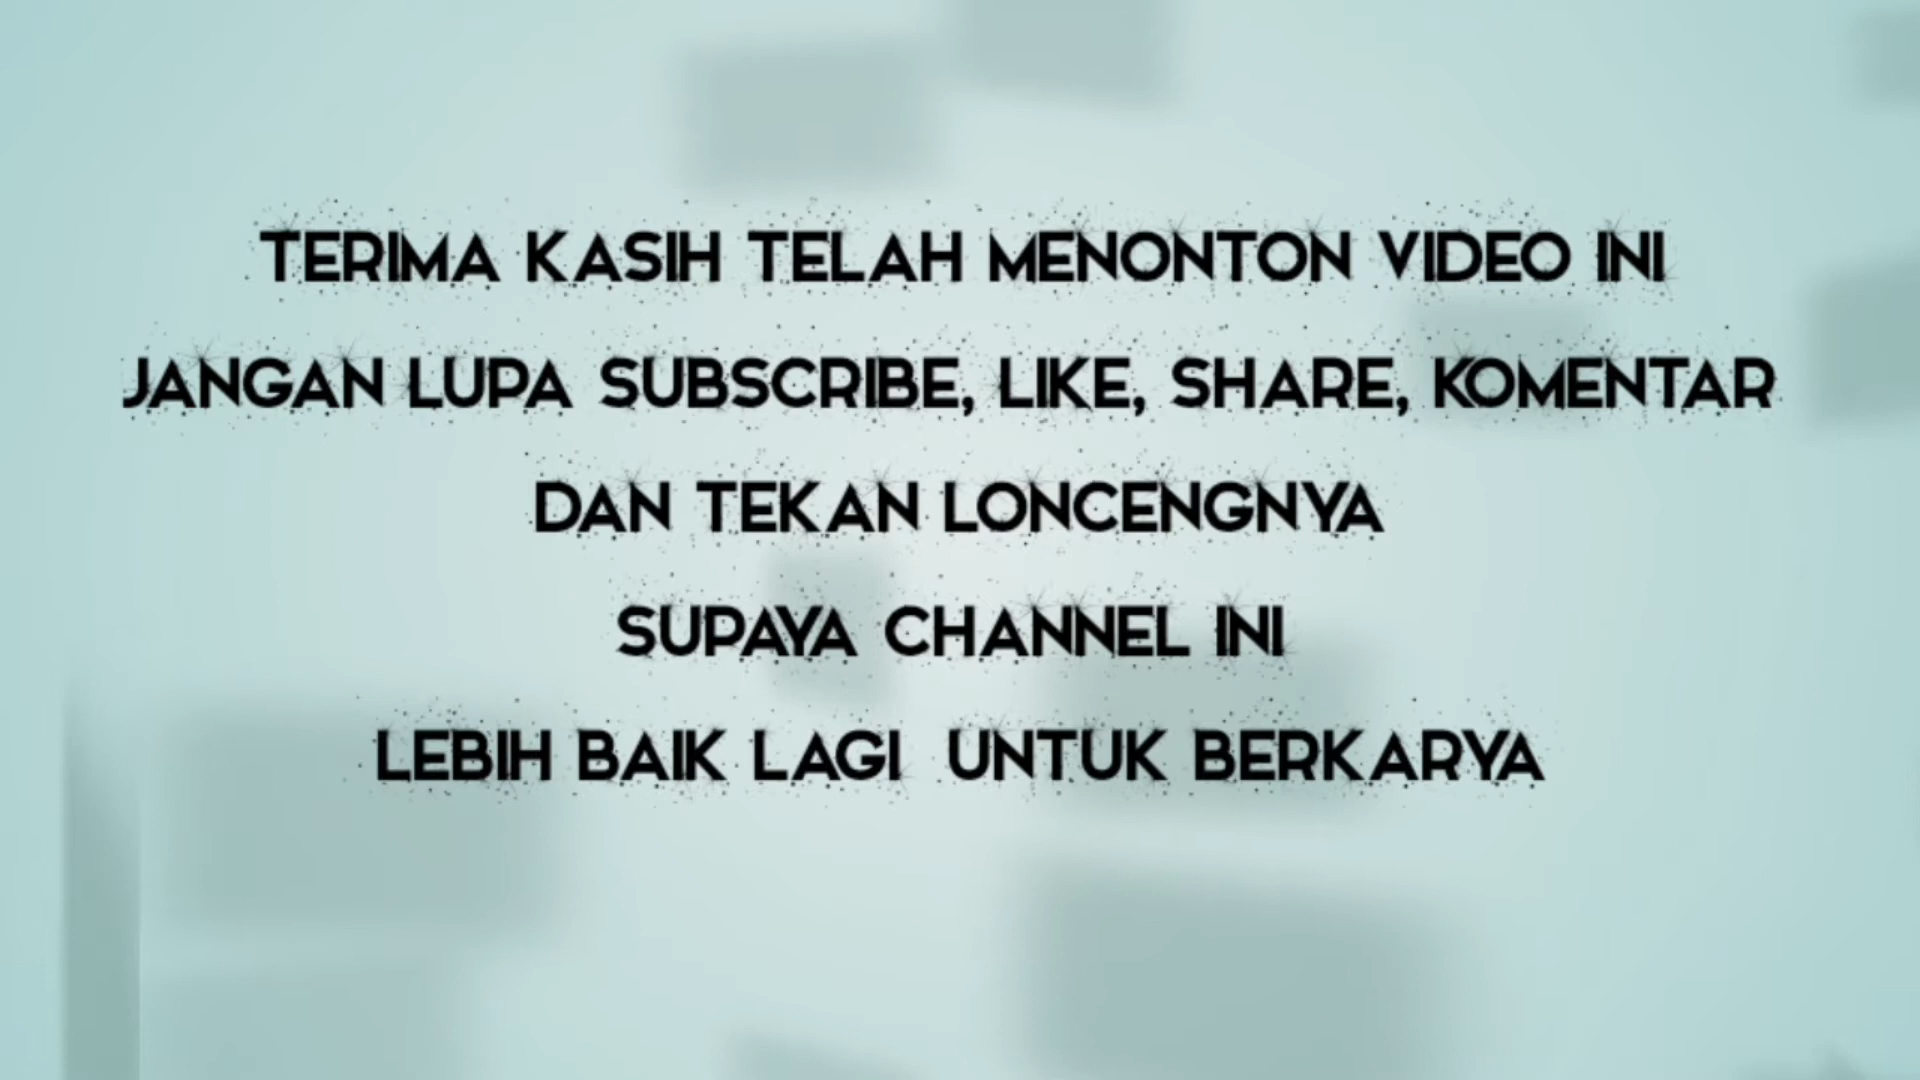 TERIMA KASIH TELAH MENONTON VIDEO INI
JANGAN LUPA SUBSCRIBE, LIKE, SHARE, KOMENTAR
DAN TEKAN LONCENGNYA
SUPAYA CHANNEL INI
LEBIH BAIK LAGI  UNTUK BERKARYA